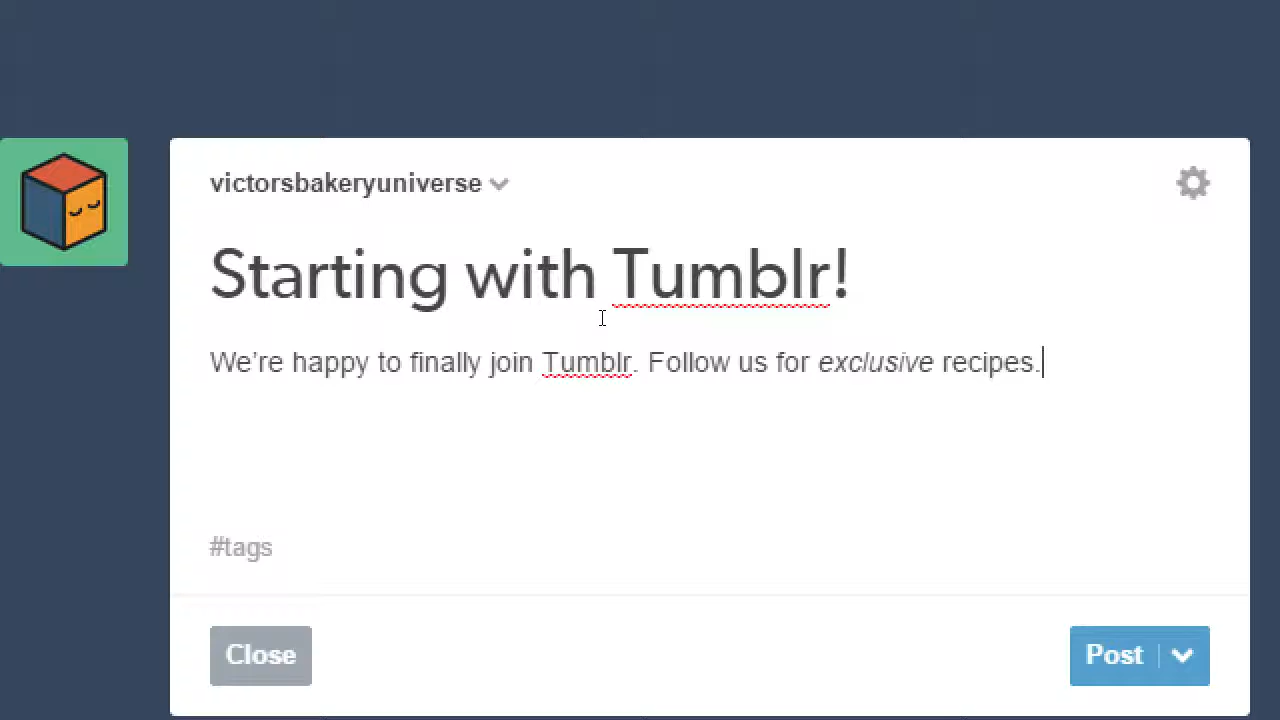 victorsbakeryuniverse
Starting with Tumblr!
We’re happy to finally join Tumblr. Follow us for exclusive recipes.
#tags
Close
Post